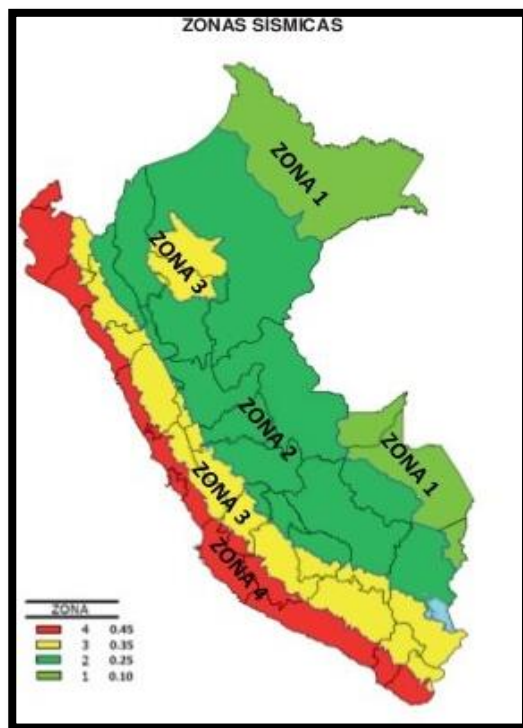 ZONAS SÍSMICAS
ZONA 1
ZONA 3
ZONA 2
ZONA 1
ZONA 3
ZONA 4
ZONA
4 0.45
3 0.35
2 0.25
1 0.10